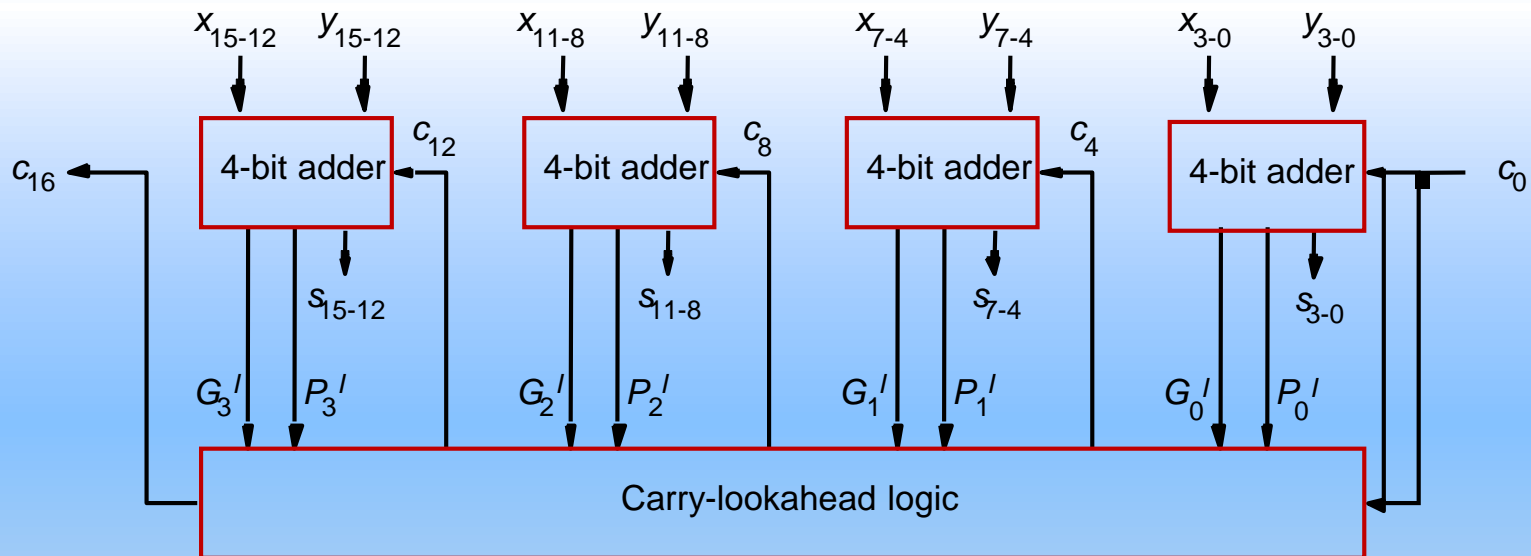 x15-12 y15-12 x11-8 y11-8 x7-4 y7-4 x3-0 y3-0
c12 c8 c4
c16 4-bit adder 4-bit adder 4-bit adder 4-bit adder c0
s15-12 s11-8 s7-4 s3-0
G3I P3I G2I P2I G1I P1I G0I P0I
Carry-lookahead logic